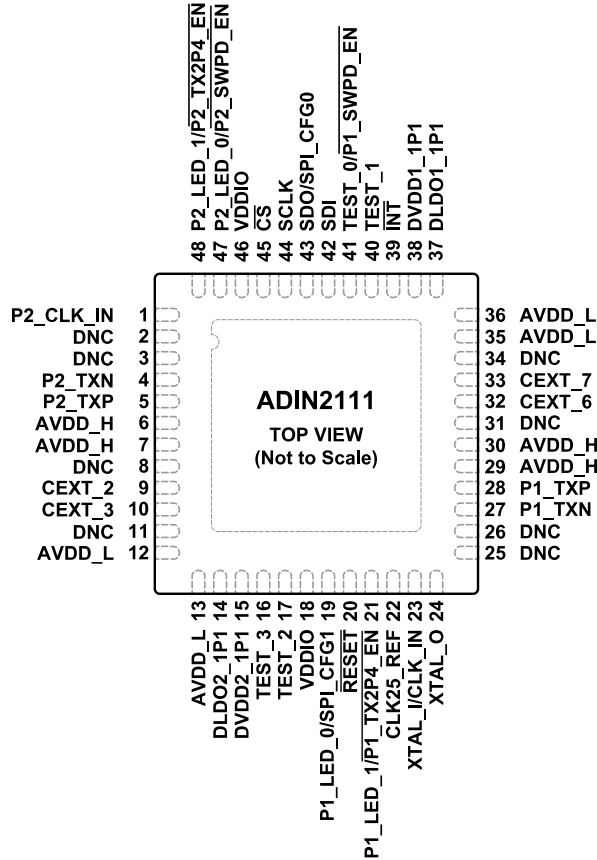 48 P2_LED_1/P2_TX2P4_EN
47 P2_LED_0/P2_SWPD_EN
46 VDDIO
45 CS
44 SCLK
43 SDO/SPI_CFG0
42 SDI
41 TEST_0/P1_SWPD_EN
40 TEST_1
39 INT
38 DVDD1_1P1
37 DLDO1_1P1
P2_CLK_IN 1
DNC 2
DNC 3
P2_TXN 4
P2_TXP 5
AVDD_H 6
AVDD_H 7
DNC 8
CEXT_2 9
CEXT_3 10
DNC 11
AVDD_L 12
ADIN2111
TOP VIEW
(Not to Scale)
36 AVDD_L
35 AVDD_L
34 DNC
33 CEXT_7
32 CEXT_6
31 DNC
30 AVDD_H
29 AVDD_H
28 P1_TXP
27 P1_TXN
26 DNC
25 DNC
AVDD_L 13
DLDO2_1P1 14
DVDD2_1P1 15
TEST_3 16
TEST_2 17
VDDIO 18
P1_LED_0/SPI_CFG1 19
RESET 20
P1_LED_1/P1_TX2P4_EN 21
CLK25_REF 22
XTAL_I/CLK_IN 23
XTAL_O 24